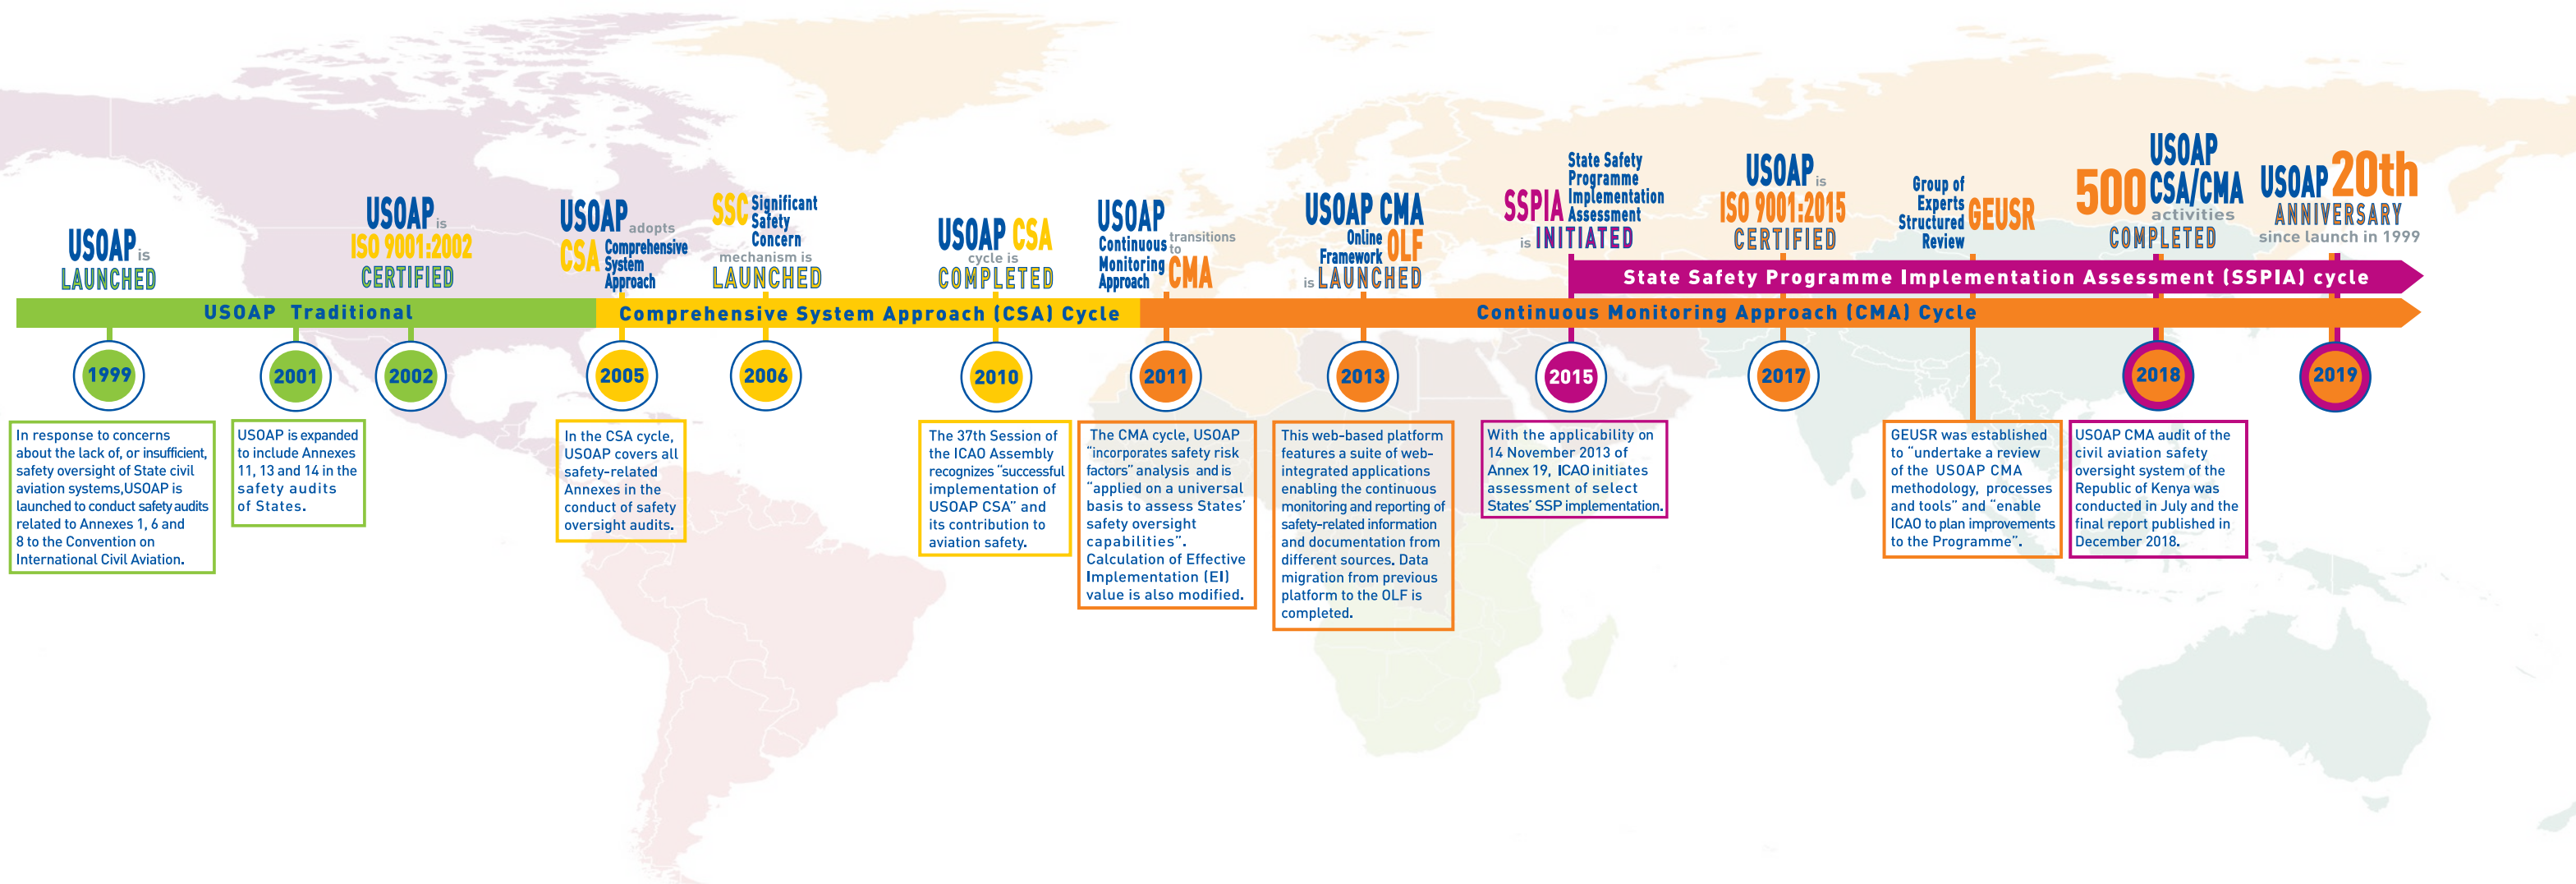 USOAP is
LAUNCHED
USOAP is
ISO 9001:2002
CERTIFIED
USOAP adopts
CSA Comprehensive
System
Approach
SSC Significant
Safety
Concern
mechanism is
LAUNCHED
USOAP CSA
cycle is
COMPLETED
USOAP
Continuous transitions
Monitoring to
Approach CMA
USOAP CMA
Online
Framework OLF
is LAUNCHED
State Safety
Programme
SSPIA Implementation
Assessment
is INITIATED
USOAP is
ISO 9001:2015
CERTIFIED
Group of
Experts
Structured
Review GEUSR
500 USOAP
CSA/CMA
activities
COMPLETED
USOAP 20th
ANNIVERSARY
since launch in 1999
State Safety Programme Implementation Assessment (SSPIA) cycle
USOAP Traditional
Comprehensive System Approach (CSA) Cycle
Continuous Monitoring Approach (CMA) Cycle
1999
2001
2002
2005
2006
2010
2011
2013
2015
2017
2018
2019
In response to concerns
about the lack of, or insufficient,
safety oversight of State civil
aviation systems,USOAP is
launched to conduct safety audits
related to Annexes 1, 6 and
8 to the Convention on
International Civil Aviation.
USOAP is expanded
to include Annexes
11, 13 and 14 in the
safety audits
of States.
In the CSA cycle,
USOAP covers all
safety-related
Annexes in the
conduct of safety
oversight audits.
The 37th Session of
the ICAO Assembly
recognizes “successful
implementation of
USOAP CSA” and
its contribution to
aviation safety.
The CMA cycle, USOAP
“incorporates safety risk
factors” analysis and is
“applied on a universal
basis to assess States’
safety oversight
capabilities”.
Calculation of Effective
Implementation (EI)
value is also modified.
This web-based platform
features a suite of web-
integrated applications
enabling the continuous
monitoring and reporting of
safety-related information
and documentation from
different sources. Data
migration from previous
platform to the OLF is
completed.
With the applicability on
14 November 2013 of
Annex 19, ICAO initiates
assessment of select
States’ SSP implementation.
GEUSR was established
to “undertake a review
of the USOAP CMA
methodology, processes
and tools” and “enable
ICAO to plan improvements
to the Programme”.
USOAP CMA audit of the
civil aviation safety
oversight system of the
Republic of Kenya was
conducted in July and the
final report published in
December 2018.